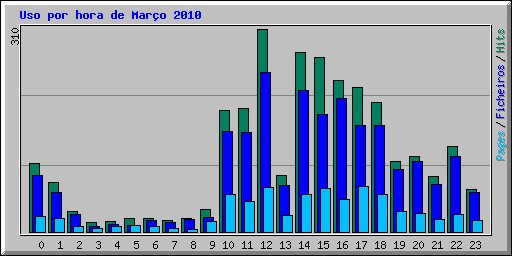 Uso por hora de Março 2010
310
Pages / Ficheiros / Hits
0 1 2 3 4 5 6 7 8 9 10 11 12 13 14 15 16 17 18 19 20 21 22 23